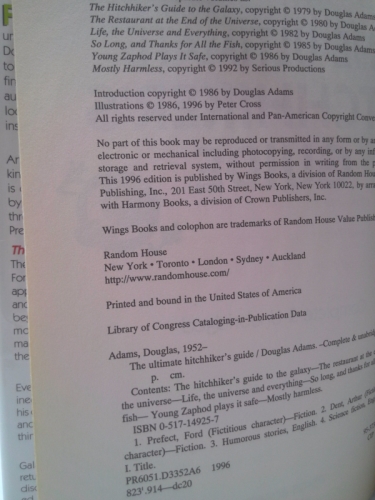 The Hitchhiker's Guide to the Galaxy, copyright © 1979 by Douglas Adams
The Restaurant at the End of the Universe, copyright © 1980 by Douglas A
Life, the Universe and Everything, copyright © 1982 by Douglas Adams
So Long, and Thanks for All the Fish, copyright © 1985 by Douglas Adams
Young Zaphod Plays It Safe, copyright © 1986 by Douglas Adams
Mostly Harmless, copyright © 1992 by Serious Productions
Introduction copyright © 1986 by Douglas Adams
Illustrations © 1986, 1996 by Peter Cross
All rights reserved under International and Pan-American Copyright Conve
No part of this book may be reproduced or transmitted in any form or by a
electronic or mechanical including photocopying, recording, or by any inf
storage and retrieval system, without permission in writing from the p
This 1996 edition is published by Wings Books, a division of Random Hous
Publishing, Inc., 201 East 50th Street, New York, New York 10022, by arr
with Harmony Books, a division of Crown Publishers, Inc.
Wings Books and colophon are trademarks of Random House Value Publish
Random House
New York • Toronto • London • Sydney • Auckland
http://www.randomhouse.com/
Printed and bound in the United States of America
Library of Congress Cataloging-in-Publication Data
Adams, Douglas, 1952–
The ultimate hitchhiker's guide / Douglas Adams. –Complete & unabridg
p. cm.
Contents: The hitchhiker's guide to the galaxy—The restaurant at the
the universe—Life, the universe and everything—So long, and thanks for
fish— Young Zaphod plays it safe—Mostly harmless.
ISBN 0-517-14925-7
1. Prefect, Ford (Fictitious character)—Fiction. 2. Dent, Arthur
character)—Fiction. 3. Humorous stories, English. 4. Science fiction,
I. Title.
PR6051.D3352A6 1996
823'.914—dc20